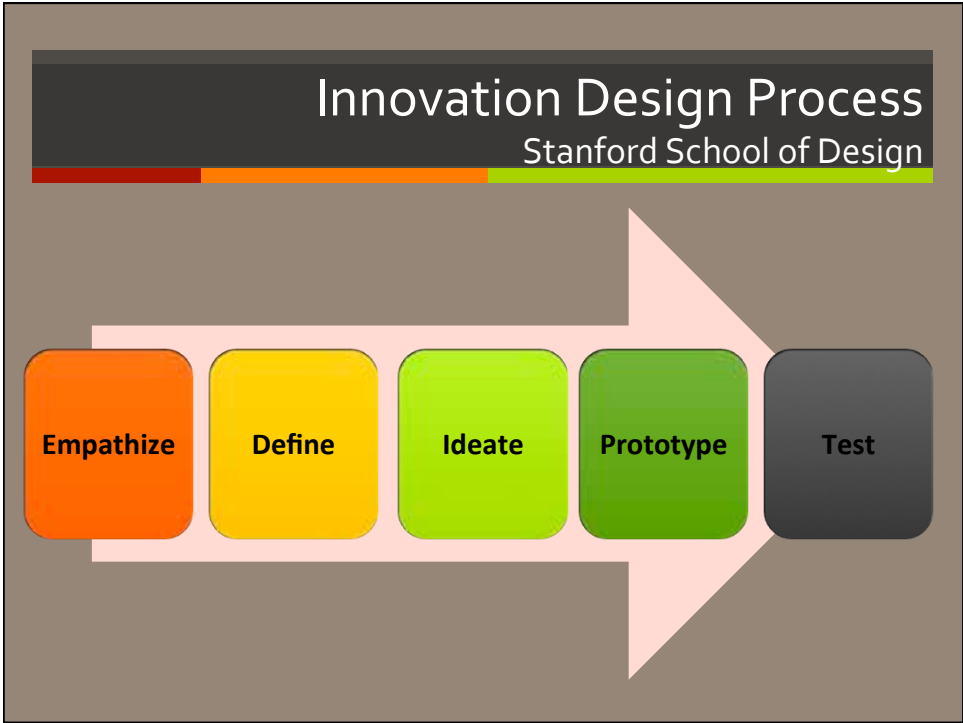 Innovation Design Process
Stanford School of Design
Empathize
Define
Ideate
Prototype
Test